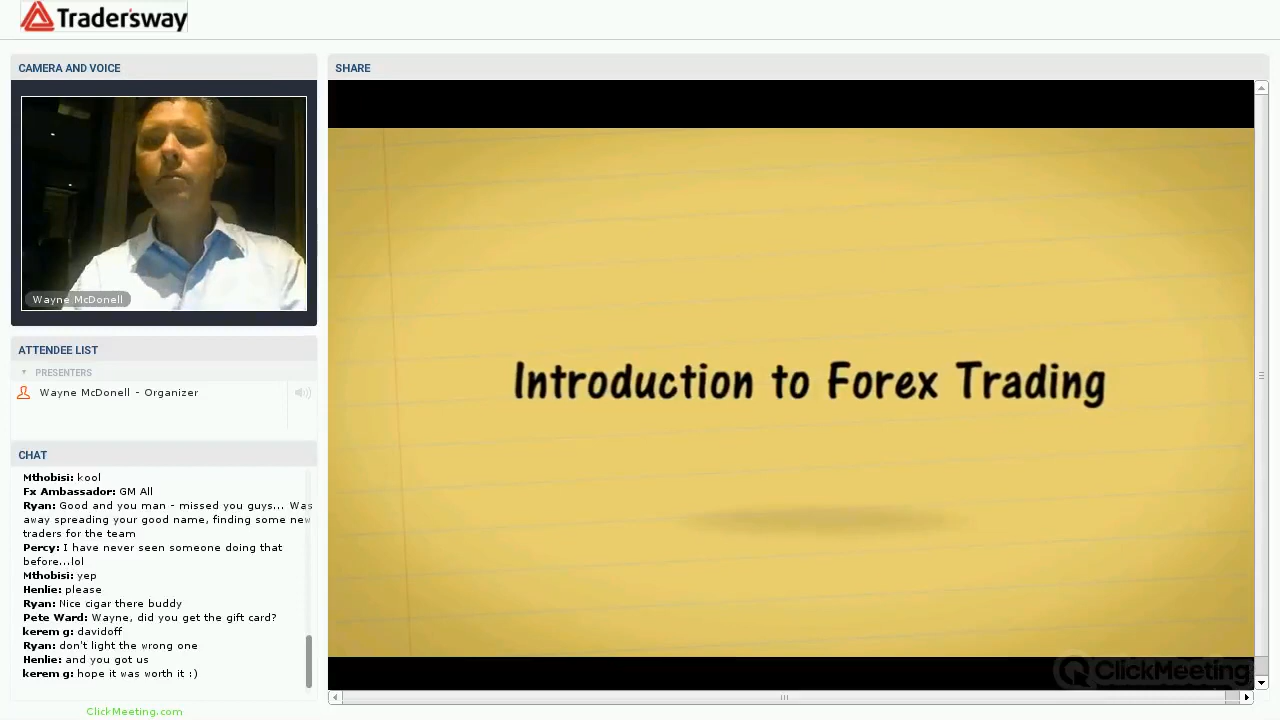 Tradersway
CAMERA AND VOICE
Wayne McDonell
ATTENDEE LIST
PRESENTERS
Wayne McDonell - Organizer
CHAT
Mthobisi: kool
Fx Ambassador: GM All
Ryan: Good and you man - missed you guys... Was
away spreading your good name, finding some new
traders for the team
Percy: I have never seen someone doing that
before...lol
Mthobisi: yep
Henlie: please
Ryan: Nice cigar there buddy
Pete Ward: Wayne, did you get the gift card?
kerem g: davidoff
Ryan: don't light the wrong one
Henlie: and you got us
kerem g: hope it was worth it :)
ClickMeeting.com
SHARE
Introduction to Forex Trading
ClickMeeting